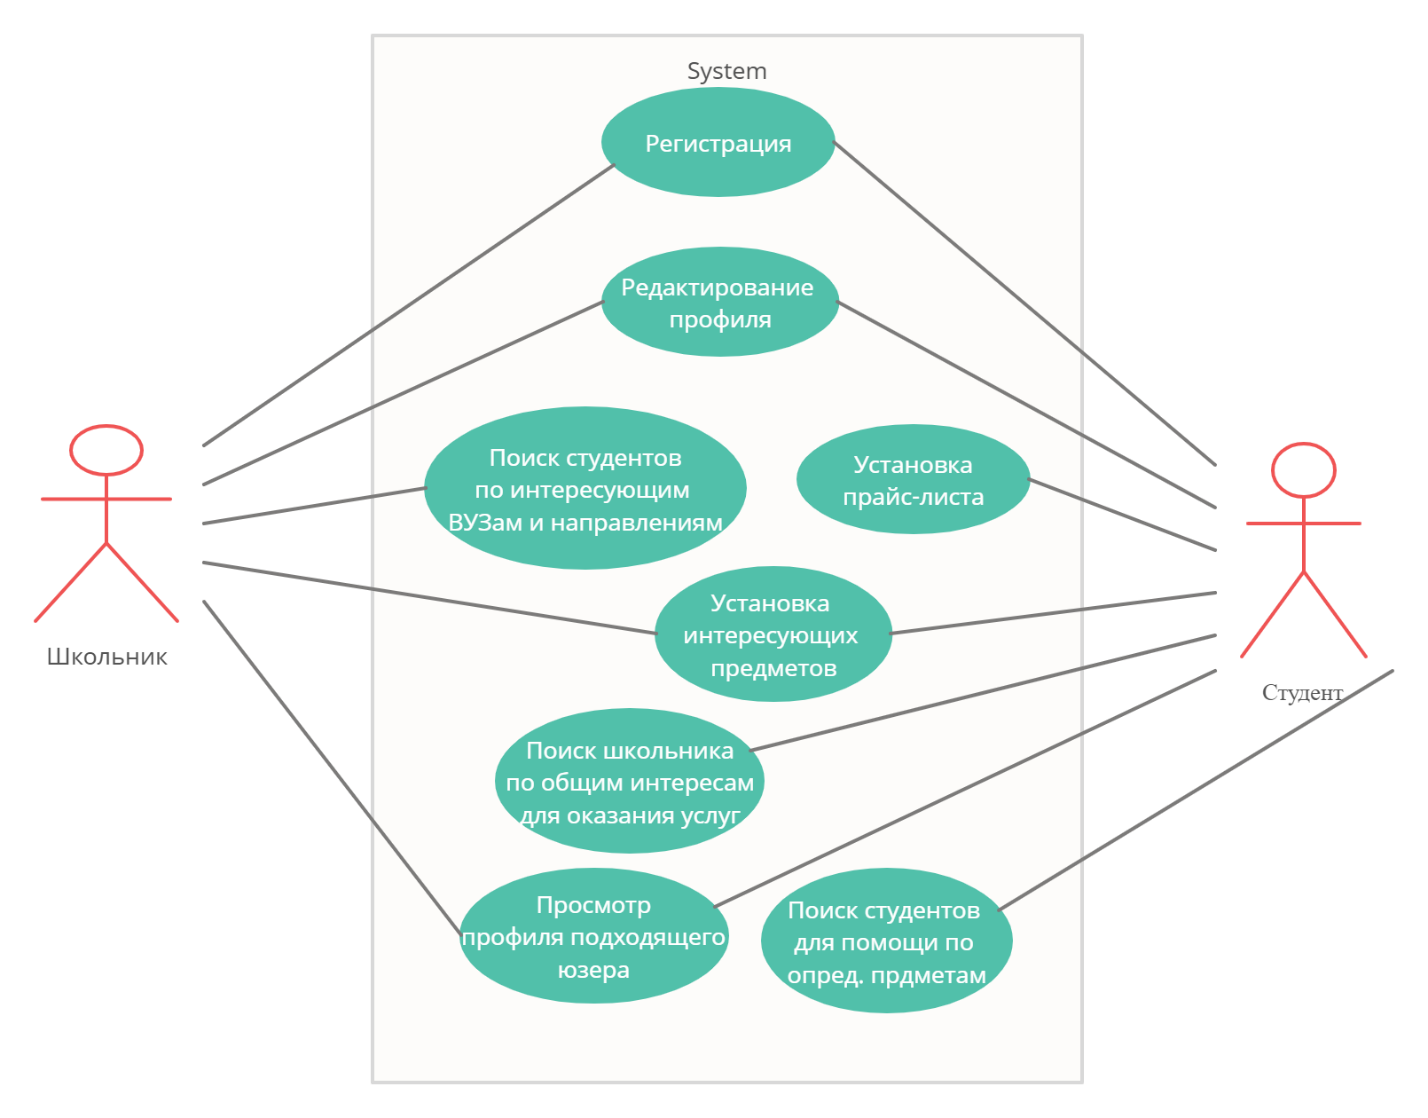 System
Регистрация
Редактирование
профиля
Поиск студентов
по интересующим
ВУЗам и направлениям
Установка
прайс-листа
Установка
интересующих
предметов
Школьник
Студент
Поиск школьника
по общим интересам
для оказания услуг
Просмотр
профиля подходящего
юзера
Поиск студентов
для помощи по
опред. прдметам